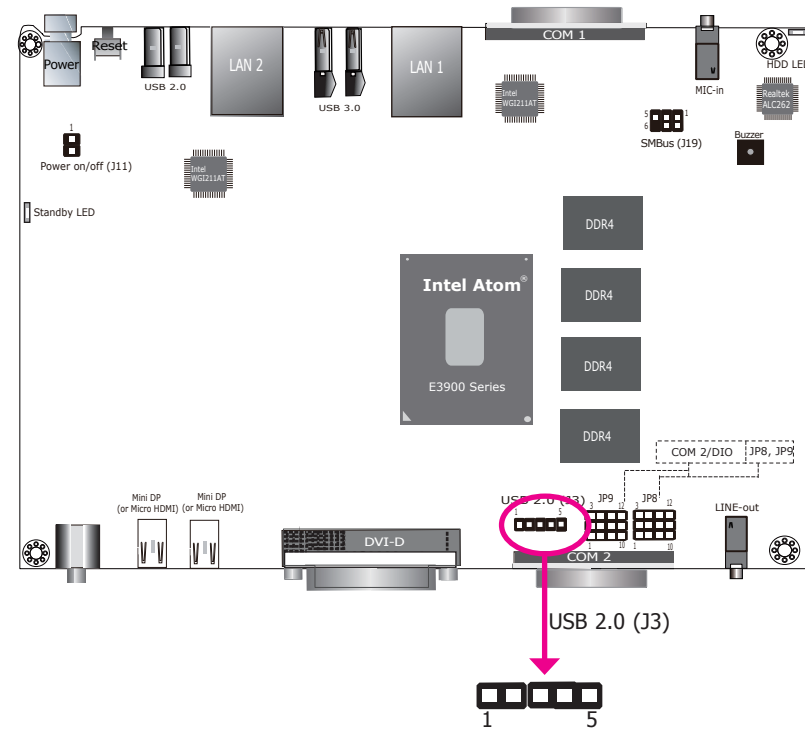 COM 1
Power
Reset
LAN 2
LAN 1
HDD LE
USB 2.0
USB 3.0
MIC-in
Intel
WGI211AT
Realtek
ALC262
5
1
6
SMBus (J19)
Buzzer
1
Power on/off (J11)
Intel
WGI211AT
Standby LED
DDR4
Intel Atom®
DDR4
E3900 Series
DDR4
DDR4
COM 2/DIO
JP8, JP9
Mini DP
(or Micro HDMI)
Mini DP
(or Micro HDMI)
USB 2.0 (J3)
1
5
JP9
3
12
1
10
JP8
3
12
1
10
LINE-out
DVI-D
COM 2
USB 2.0 (J3)
1
5